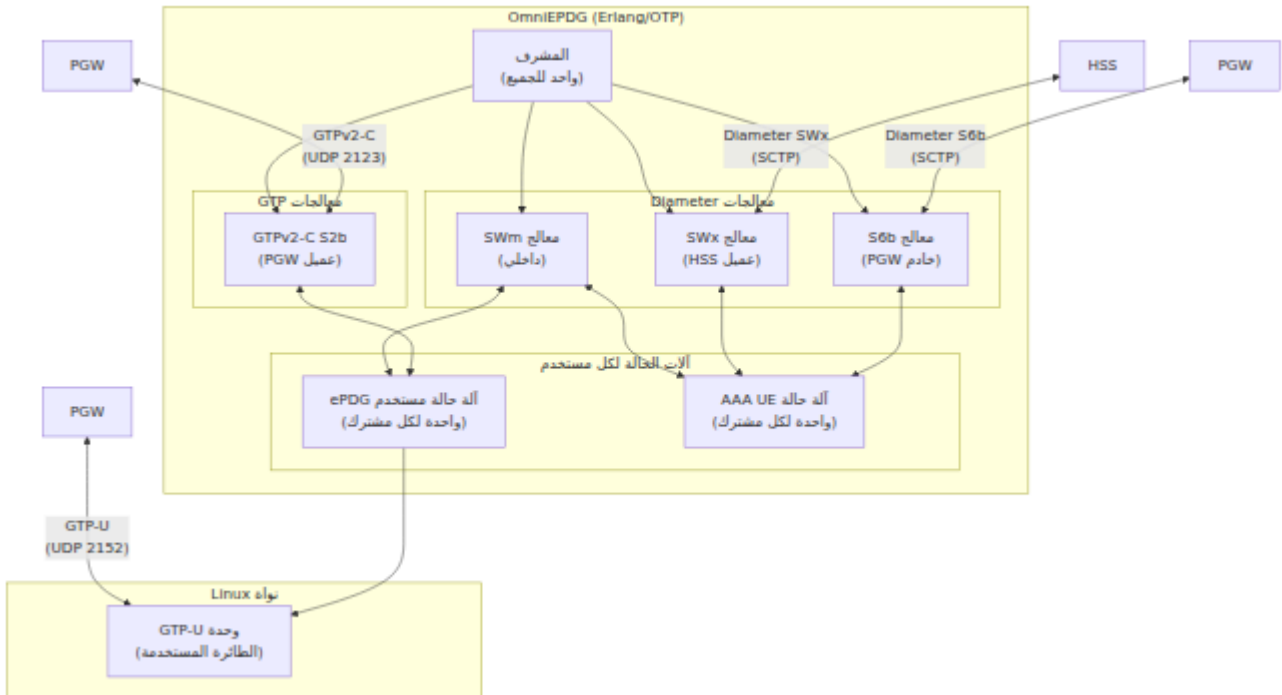 OmniEPDG (Erlang/OTP)
المشرف
(واحد للجميع)
PGW
HSS
PGW
GTPv2-C
(UDP 2123)
Diameter SWx
(SCTP)
Diameter S6b
(SCTP)
معالجات GTP
معالجات Diameter
GTPv2-C S2b
(عميل PGW)
معالج SWm
(داخلي)
معالج SWx
(عميل HSS)
معالج S6b
(خادم PGW)
آلات الحالة لكل مستخدم
آلة حالة مستخدم ePDG
(واحدة لكل مشترك)
آلة حالة AAA UE
(واحدة لكل مشترك)
PGW
GTP-U
(UDP 2152)
نواة Linux
وحدة GTP-U
(الطائرة المستخدمة)